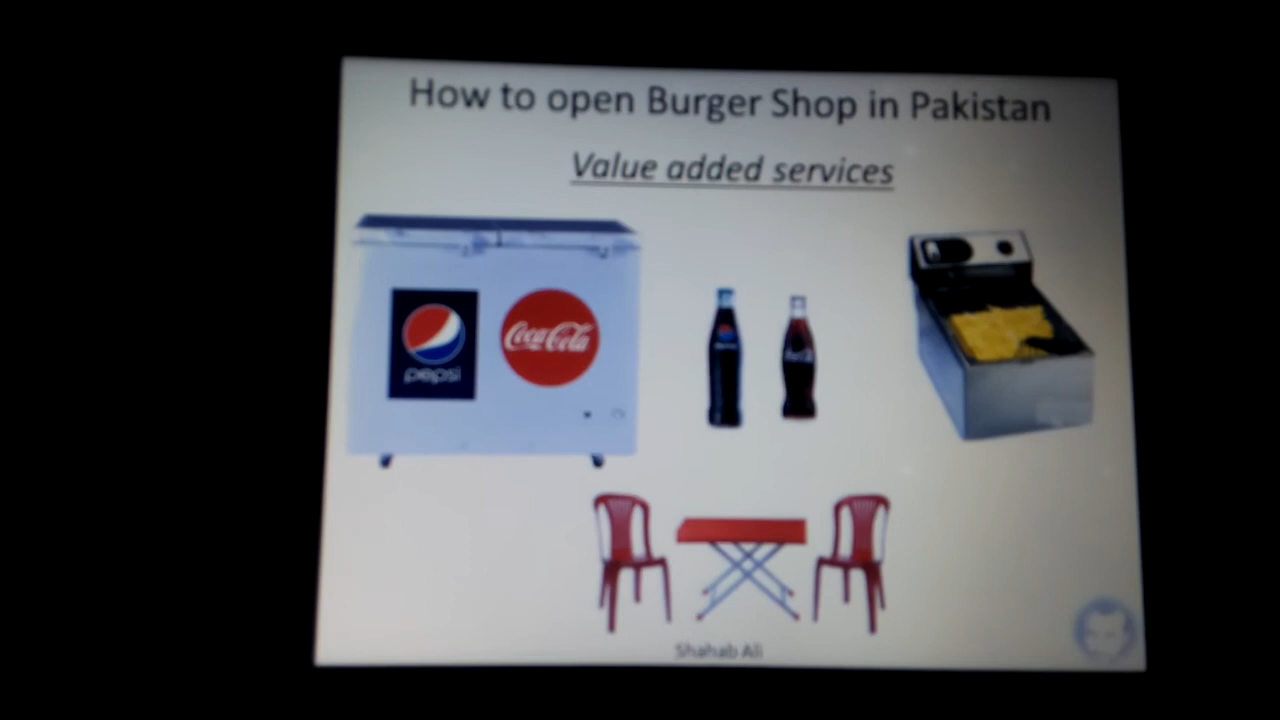 How to open Burger Shop in Pakistan
Value added services
pepsi
Coca-Cola
Shahab Ali